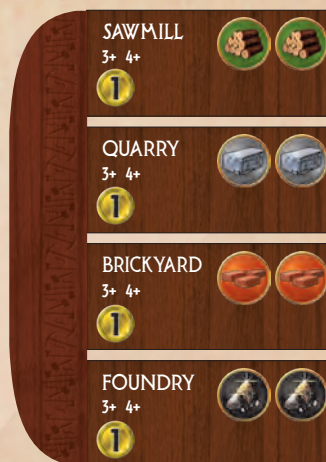 SAWMILL
3+ 4+
1
QUARRY
3+ 4+
1
BRICKYARD
3+ 4+
1
FOUNDRY
3+ 4+
1